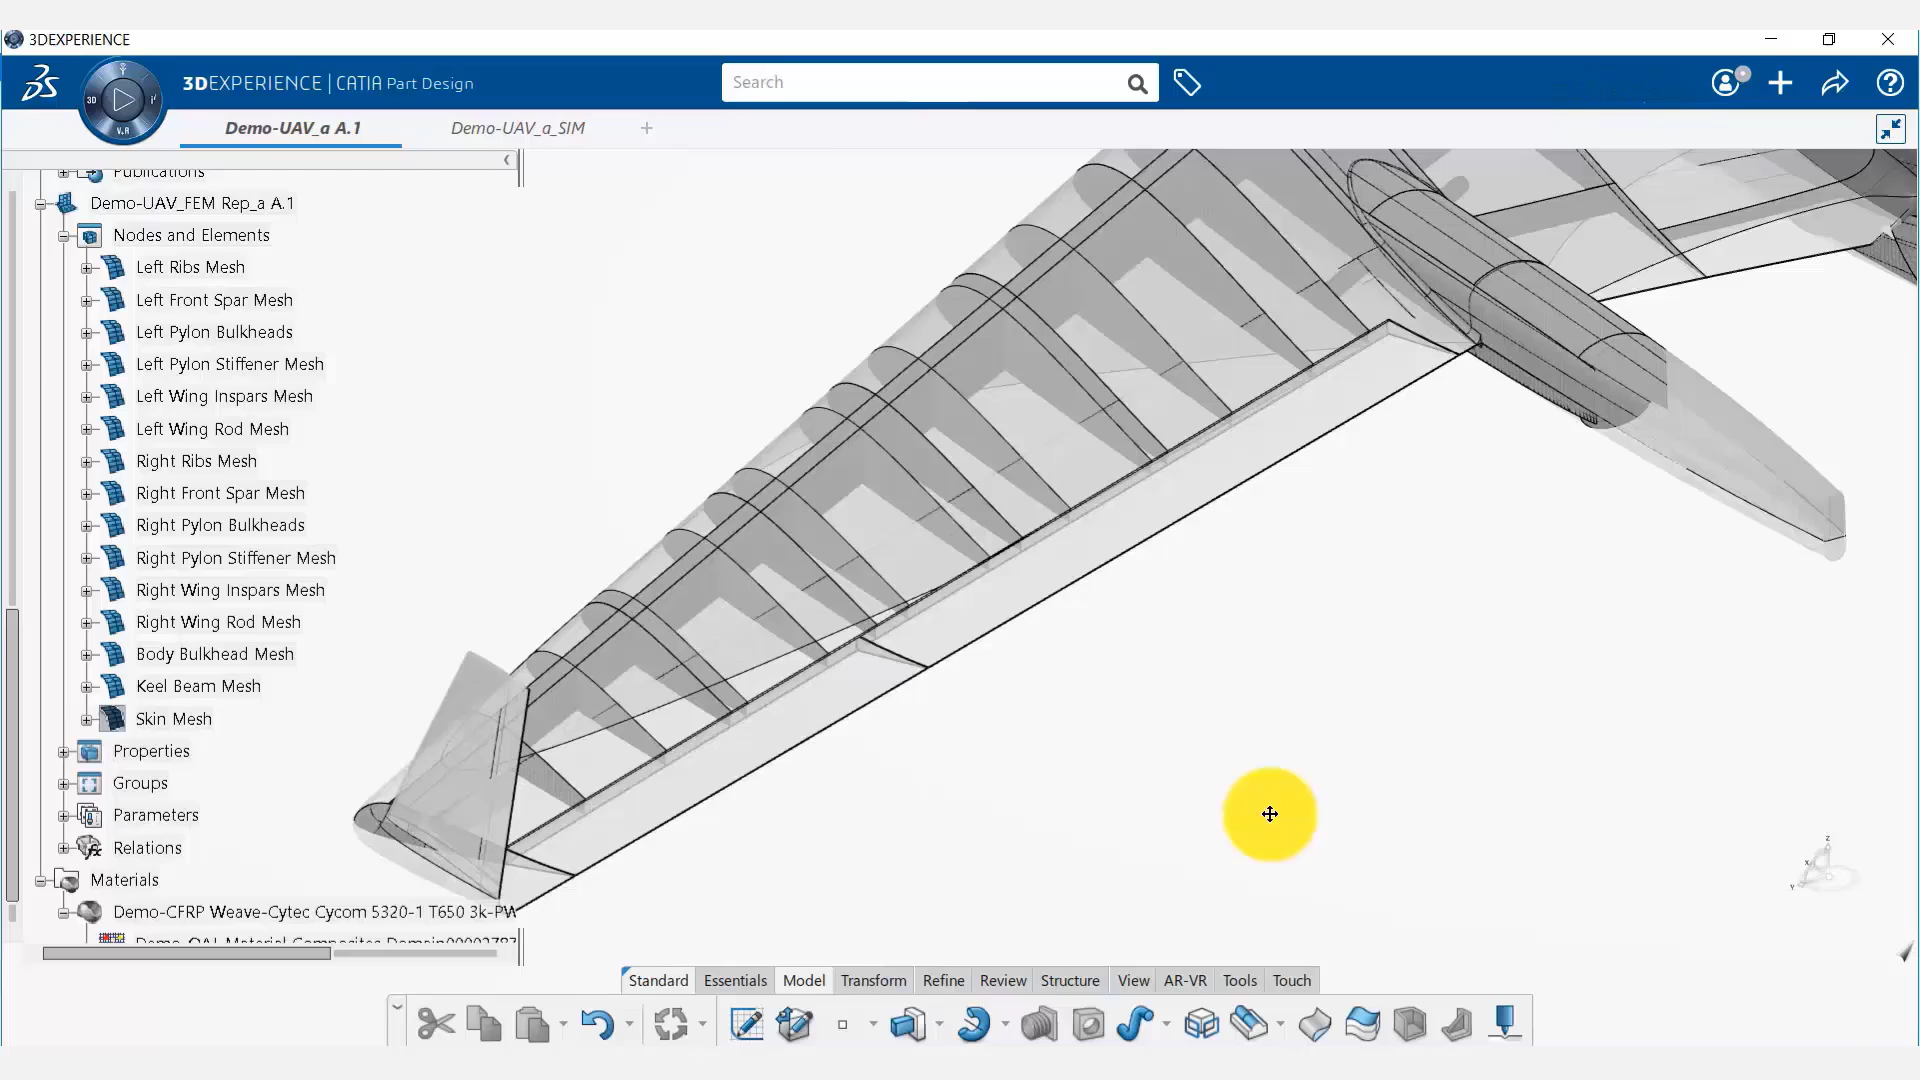 3DEXPERIENCE
3DEXPERIENCE | CATIA Part Design
Search
3D
V.R
Demo-UAV_a A.1
Demo-UAV_a_SIM
Publications
Demo-UAV_FEM Rep_a A.1
Nodes and Elements
Left Ribs Mesh
Left Front Spar Mesh
Left Pylon Bulkheads
Left Pylon Stiffener Mesh
Left Wing Inspars Mesh
Left Wing Rod Mesh
Right Ribs Mesh
Right Front Spar Mesh
Right Pylon Bulkheads
Right Pylon Stiffener Mesh
Right Wing Inspars Mesh
Right Wing Rod Mesh
Body Bulkhead Mesh
Keel Beam Mesh
Skin Mesh
Properties
Groups
Parameters
Relations
Materials
Demo-CFRP Weave-Cytec Cycom 5320-1 T650 3k-PW
Standard Essentials Model Transform Refine Review Structure View AR-VR Tools Touch